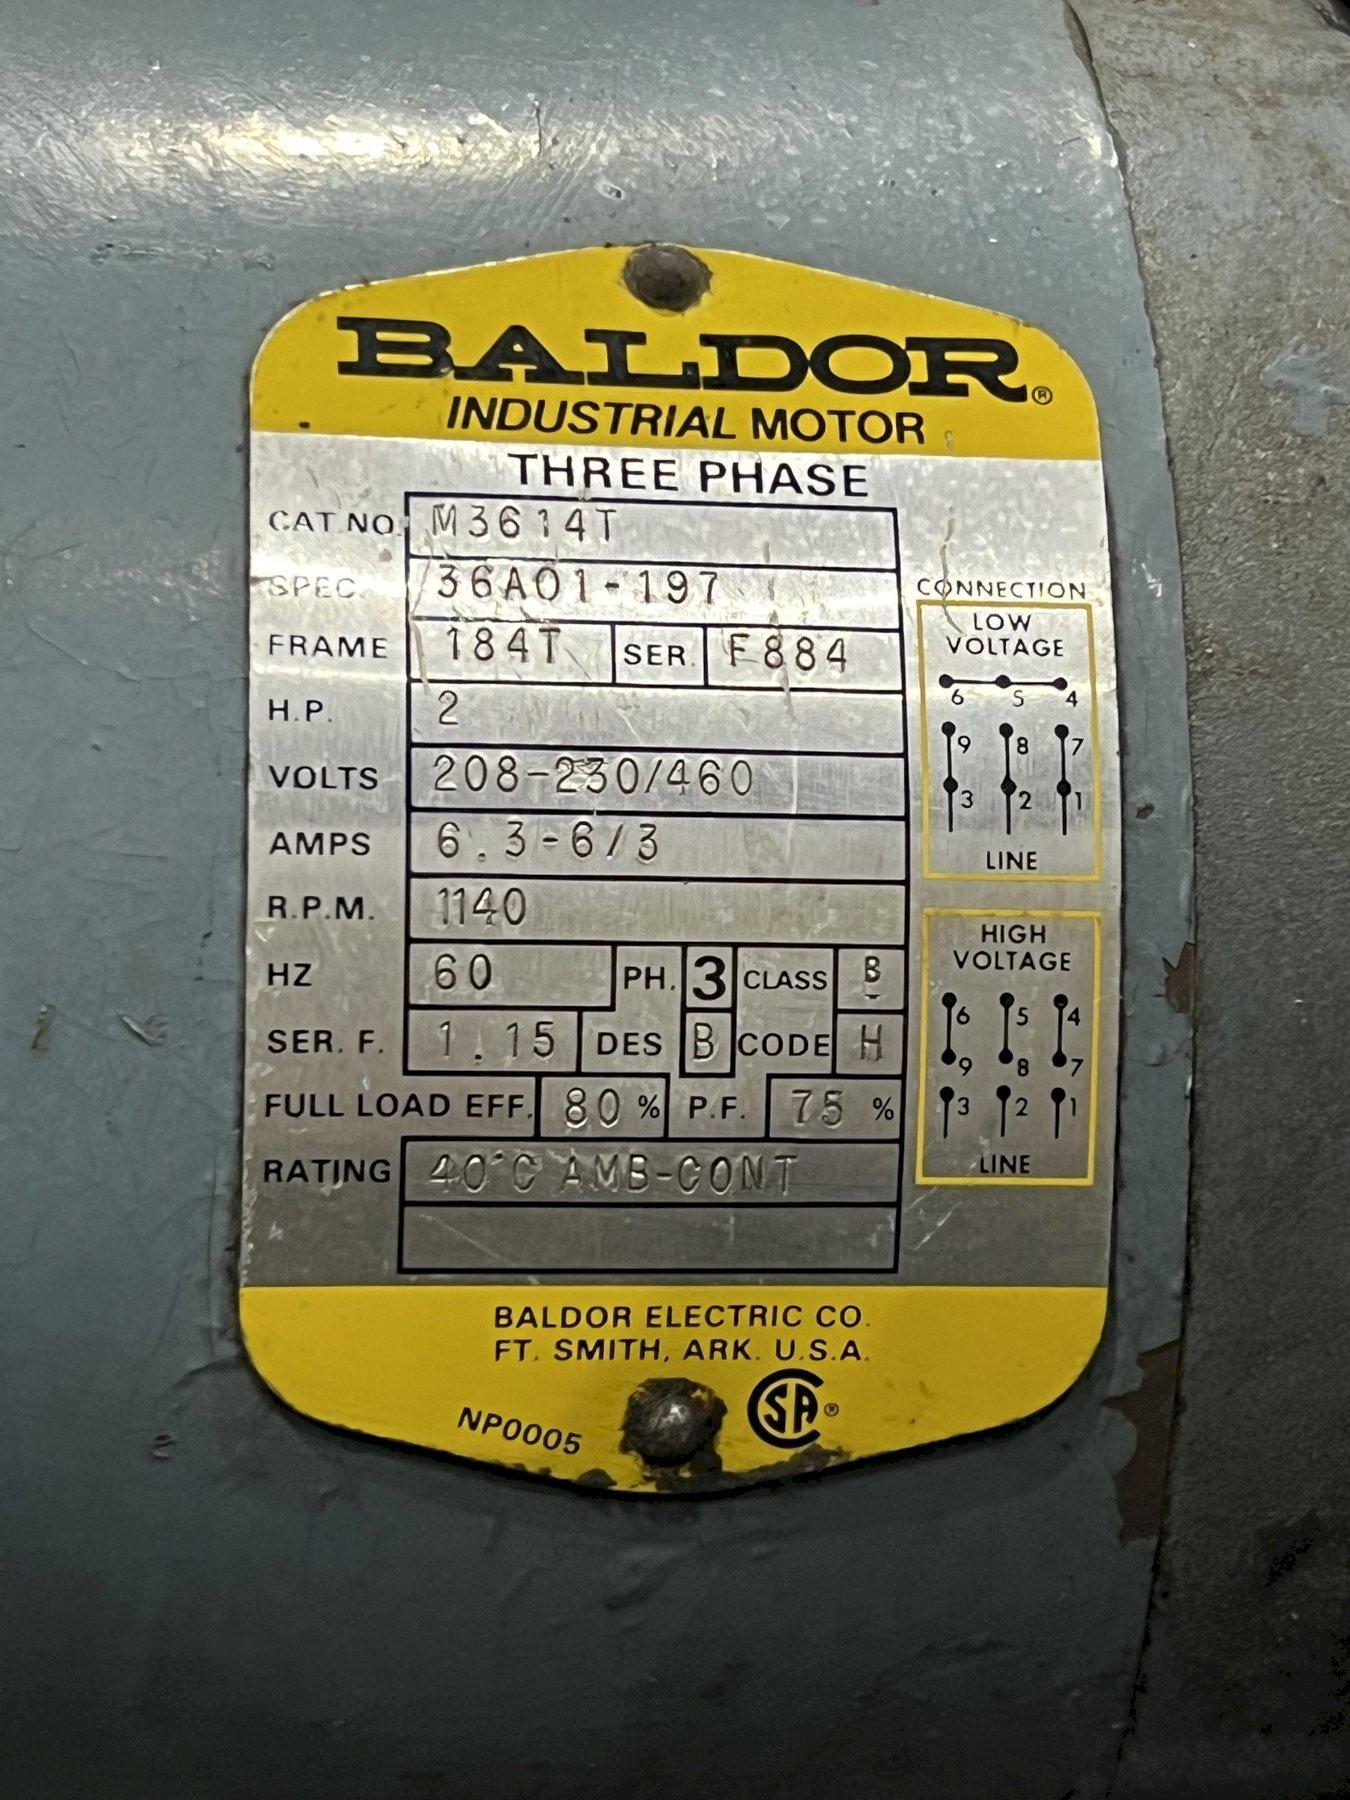 BALDOR®
INDUSTRIAL MOTOR
THREE PHASE
CAT.NO. M3614T
SPEC. 36A01-197
FRAME 184T SER. F884
H.P. 2
VOLTS 208-230/460
AMPS 6.3-6/3
R.P.M. 1140
HZ 60 PH. 3 CLASS B
SER. F. 1.15 DES B CODE H
FULL LOAD EFF. 80 % P.F. 75 %
RATING 40°C AMB-CONT
CONNECTION
LOW
VOLTAGE
6 5 4
9 8 7
3 2 1
LINE
HIGH
VOLTAGE
6 5 4
9 8 7
3 2 1
LINE
BALDOR ELECTRIC CO.
FT. SMITH, ARK. U.S.A.
NP0005
CSA®